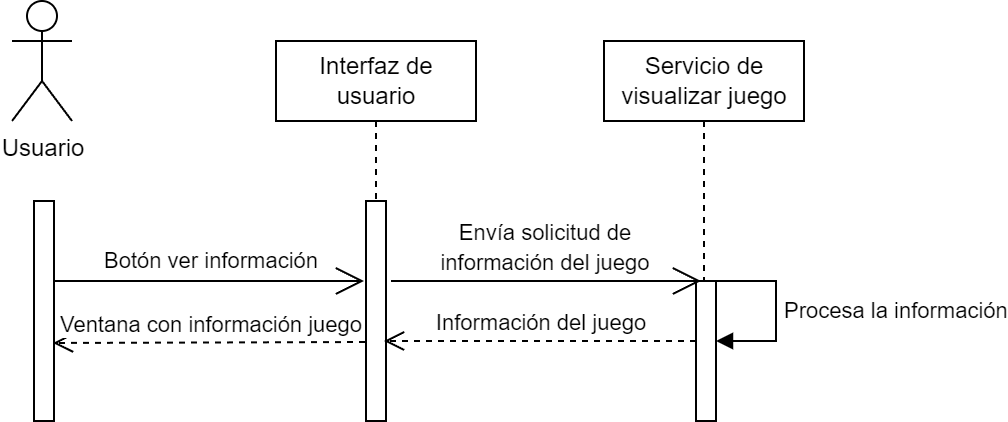 Interfaz de
usuario
Servicio de
visualizar juego
Usuario
Envía solicitud de
información del juego
Botón ver información
Procesa la información
Ventana con información juego
Información del juego